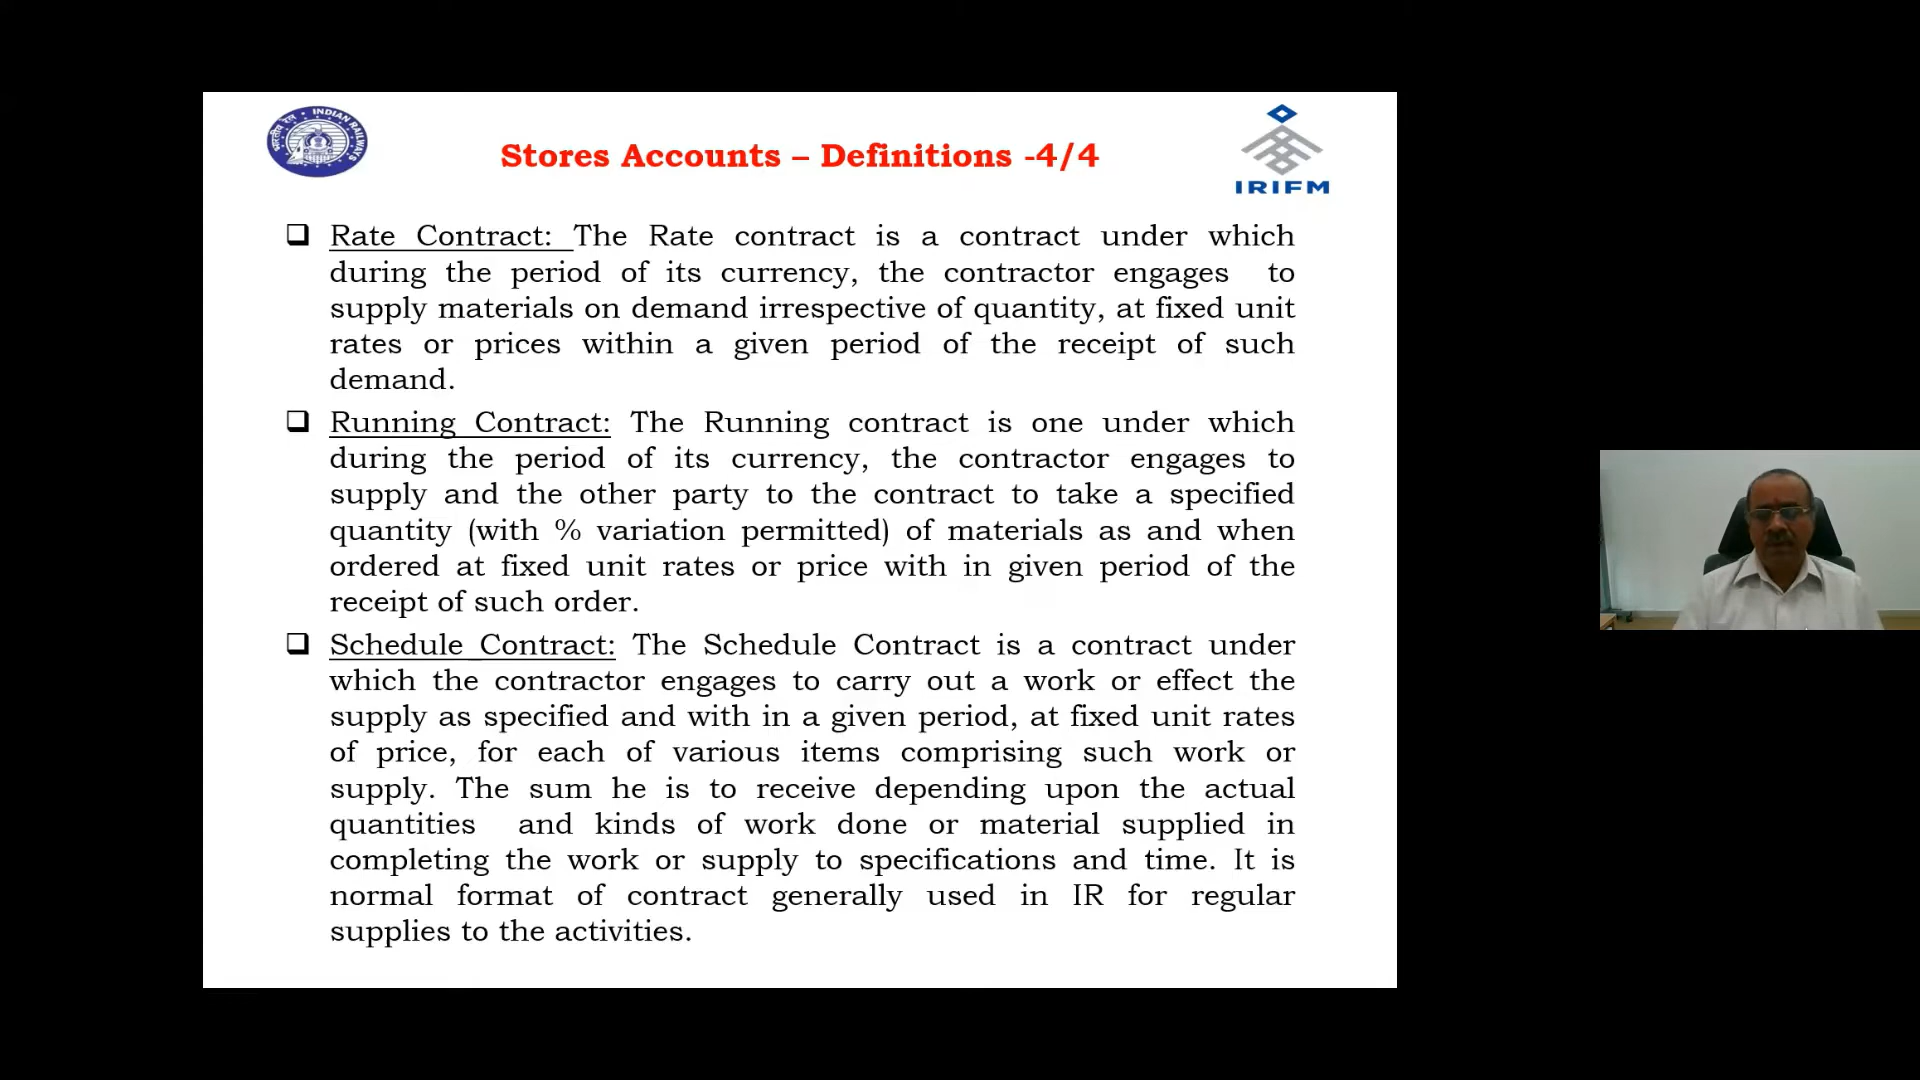 भारतीय रेल • INDIAN RAILWAYS
Stores Accounts – Definitions -4/4
IRIFM
❑ Rate Contract: The Rate contract is a contract under which
during the period of its currency, the contractor engages to
supply materials on demand irrespective of quantity, at fixed unit
rates or prices within a given period of the receipt of such
demand.
❑ Running Contract: The Running contract is one under which
during the period of its currency, the contractor engages to
supply and the other party to the contract to take a specified
quantity (with % variation permitted) of materials as and when
ordered at fixed unit rates or price with in given period of the
receipt of such order.
❑ Schedule Contract: The Schedule Contract is a contract under
which the contractor engages to carry out a work or effect the
supply as specified and with in a given period, at fixed unit rates
of price, for each of various items comprising such work or
supply. The sum he is to receive depending upon the actual
quantities and kinds of work done or material supplied in
completing the work or supply to specifications and time. It is
normal format of contract generally used in IR for regular
supplies to the activities.